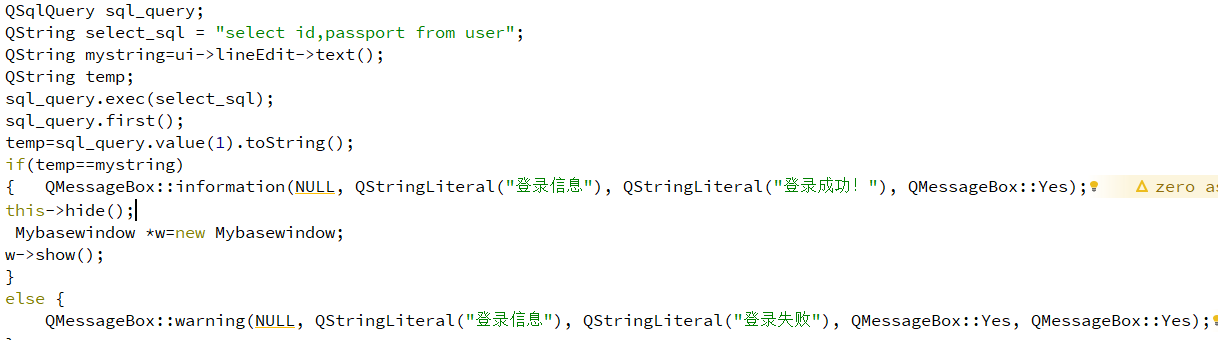 QSqlQuery sql_query;
QString select_sql = "select id,passport from user";
QString mystring=ui->lineEdit->text();
QString temp;
sql_query.exec(select_sql);
sql_query.first();
temp=sql_query.value(1).toString();
if(temp==mystring)
{   QMessageBox::information(NULL, QStringLiteral("登录信息"), QStringLiteral("登录成功！"), QMessageBox::Yes); zero as
this->hide();
 Mybasewindow *w=new Mybasewindow;
w->show();
}
else {
    QMessageBox::warning(NULL, QStringLiteral("登录信息"), QStringLiteral("登录失败"), QMessageBox::Yes, QMessageBox::Yes);